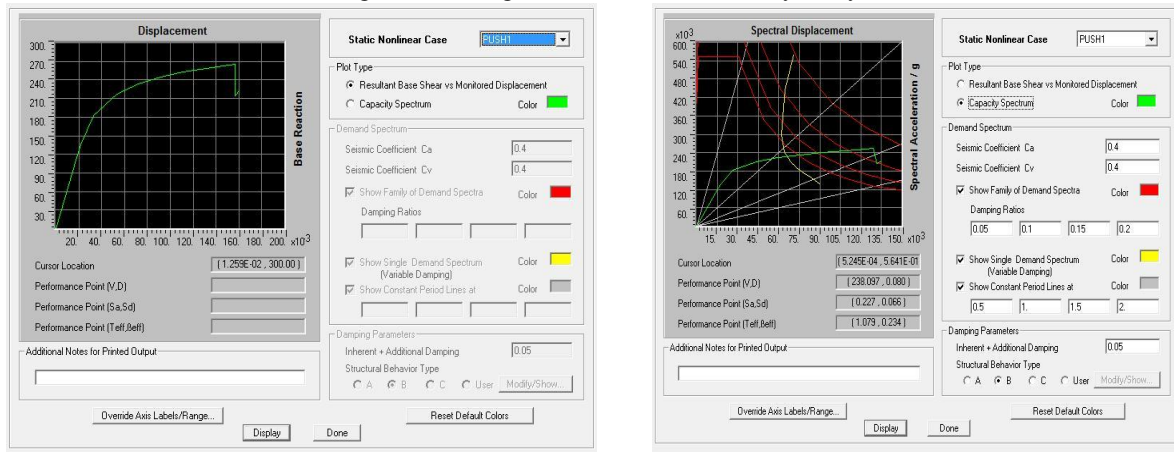 Displacement
300.
270.
240.
210.
180.
150.
120.
90.
60.
30.
Base Reaction
20. 40. 60. 80. 100. 120. 140. 160. 180. 200. x10³
Cursor Location (1.259E-02 , 300.00 )
Performance Point (V,D)
Performance Point (Sa,Sd)
Performance Point (Teff,ßeff)
Additional Notes for Printed Output
Static Nonlinear Case PUSH1
Plot Type
Resultant Base Shear vs Monitored Displacement
Capacity Spectrum Color
Demand Spectrum
Seismic Coefficient Ca 0.4
Seismic Coefficient Cv 0.4
Show Family of Demand Spectra Color
Damping Ratios
Show Single Demand Spectrum Color
(Variable Damping)
Show Constant Period Lines at Color
Damping Parameters
Inherent + Additional Damping 0.05
Structural Behavior Type
A B C User Modify/Show...
Override Axis Labels/Range... Reset Default Colors
Display Done
Spectral Displacement
x10³
600.
540.
480.
420.
360.
300.
240.
180.
120.
60.
Spectral Acceleration / g
15. 30. 45. 60. 75. 90. 105. 120. 135. 150. x10³
Cursor Location (5.245E-04 , 5.641E-01
Performance Point (V,D) ( 238.097 , 0.080 )
Performance Point (Sa,Sd) ( 0.227 , 0.066 )
Performance Point (Teff,ßeff) ( 1.079 , 0.234 )
Additional Notes for Printed Output
Static Nonlinear Case PUSH1
Plot Type
Resultant Base Shear vs Monitored Displacement
Capacity Spectrum Color
Demand Spectrum
Seismic Coefficient Ca 0.4
Seismic Coefficient Cv 0.4
Show Family of Demand Spectra Color
Damping Ratios
0.05 0.1 0.15 0.2
Show Single Demand Spectrum Color
(Variable Damping)
Show Constant Period Lines at Color
0.5 1. 1.5 2.
Damping Parameters
Inherent + Additional Damping 0.05
Structural Behavior Type
A B C User Modify/Show...
Override Axis Labels/Range... Reset Default Colors
Display Done